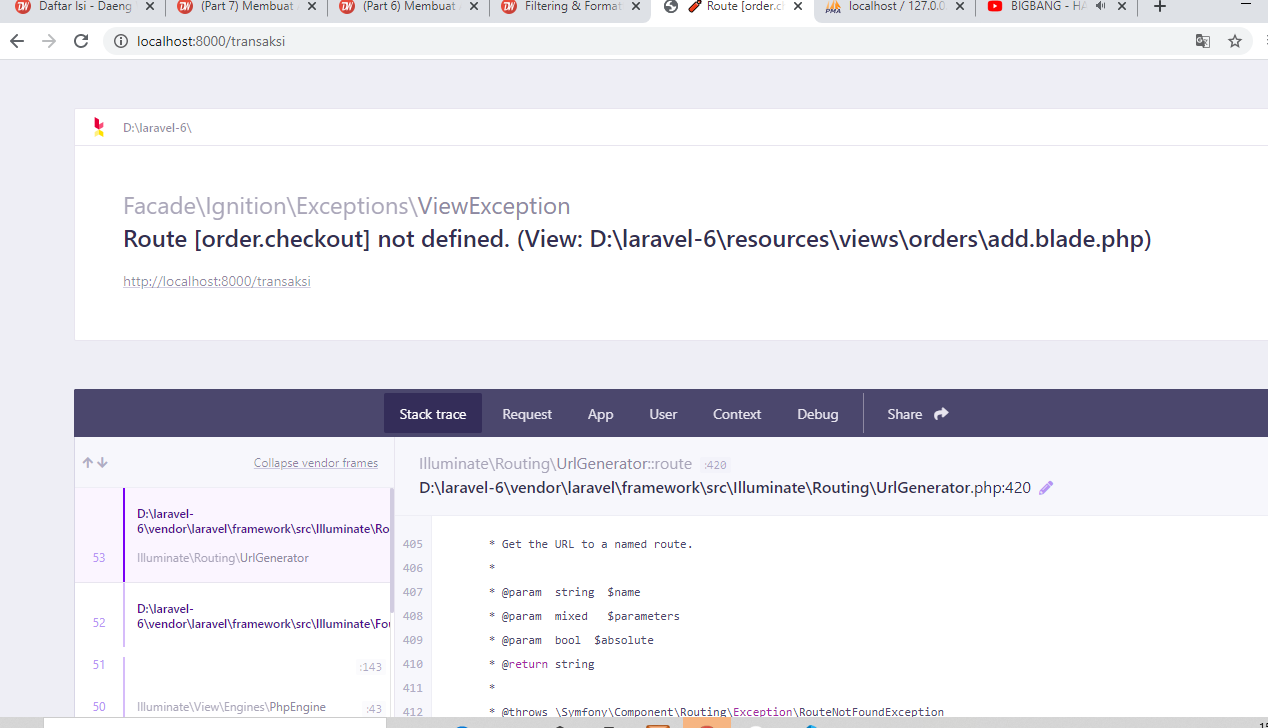 Daftar Isi - Daeng
(Part 7) Membuat
(Part 6) Membuat
Filtering & Format
Route [order.c
localhost / 127.0.0
BIGBANG - HA
localhost:8000/transaksi
D:\laravel-6\
Facade\Ignition\Exceptions\ViewException
Route [order.checkout] not defined. (View: D:\laravel-6\resources\views\orders\add.blade.php)
http://localhost:8000/transaksi
Stack trace Request App User Context Debug Share
Collapse vendor frames
Illuminate\Routing\UrlGenerator::route :420
D:\laravel-6\vendor\laravel\framework\src\Illuminate\Routing\UrlGenerator.php:420
D:\laravel-
6\vendor\laravel\framework\src\Illuminate\Ro
53 Illuminate\Routing\UrlGenerator
D:\laravel-
52 6\vendor\laravel\framework\src\Illuminate\Fo
51 :143
50 Illuminate\View\Engines\PhpEngine :43
405 * Get the URL to a named route.
406 *
407 * @param string $name
408 * @param mixed $parameters
409 * @param bool $absolute
410 * @return string
411 *
412 * @throws \Symfony\Component\Routing\Exception\RouteNotFoundException